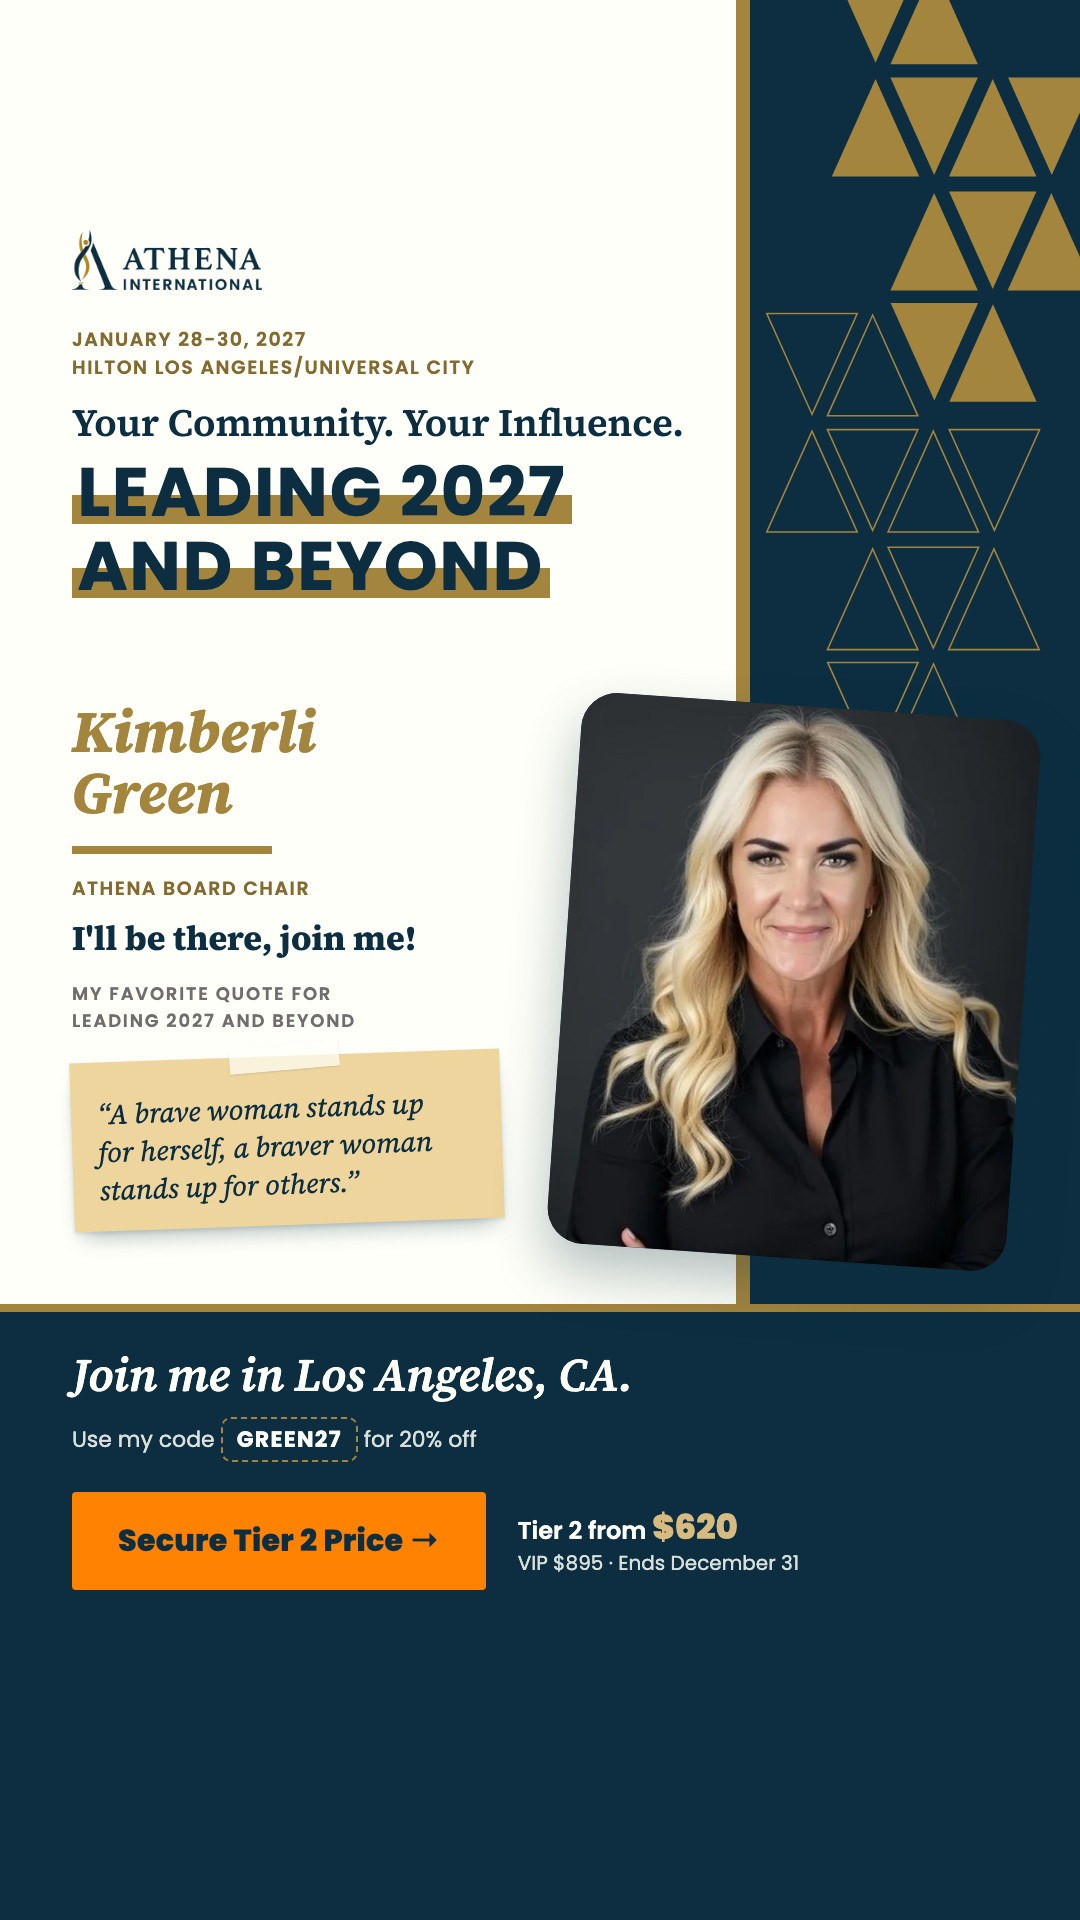 ATHENA
INTERNATIONAL
JANUARY 28-30, 2027
HILTON LOS ANGELES/UNIVERSAL CITY
Your Community. Your Influence.
LEADING 2027
AND BEYOND
Kimberli
Green
ATHENA BOARD CHAIR
I'll be there, join me!
MY FAVORITE QUOTE FOR
LEADING 2027 AND BEYOND
“A brave woman stands up
for herself, a braver woman
stands up for others.”
Join me in Los Angeles, CA.
Use my code GREEN27 for 20% off
Secure Tier 2 Price →
Tier 2 from $620
VIP $895 · Ends December 31